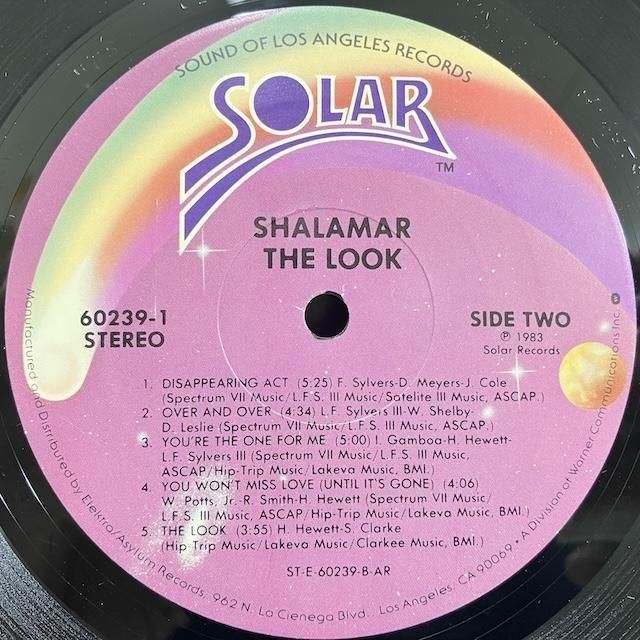 SOUND OF LOS ANGELES RECORDS
SOLAR
TM
SHALAMAR
THE LOOK
60239-1
STEREO
SIDE TWO
℗ 1983
Solar Records
1. DISAPPEARING ACT (5:25) F. Sylvers-D. Meyers-J. Cole
(Spectrum VII Music/L.F.S. III Music/Satelite III Music, ASCAP.)
2. OVER AND OVER (4:34) L.F. Sylvers III-W. Shelby-
D. Leslie (Spectrum VII Music/L.F.S. III Music, ASCAP.)
3. YOU'RE THE ONE FOR ME (5:00) I. Gamboa-H. Hewett-
L.F. Sylvers III (Spectrum VII Music/L.F.S. III Music,
ASCAP/Hip-Trip Music/Lakeva Music, BMI.)
4. YOU WON'T MISS LOVE (UNTIL IT'S GONE) (4:06)
W. Potts, Jr.-R. Smith-H. Hewett (Spectrum VII Music/
L.F.S. III Music, ASCAP/Hip Trip Music/Lakeva Music, BMI.)
5. THE LOOK (3:55) H. Hewett-S. Clarke
(Hip Trip Music/Lakeva Music/Clarkee Music, BMI.)
ST-E-60239-B-AR
Manufactured and Distributed by Elektra/Asylum Records, 962 N. La Cienega Blvd. Los Angeles, CA 90069 • A Division of Warner Communications Inc.